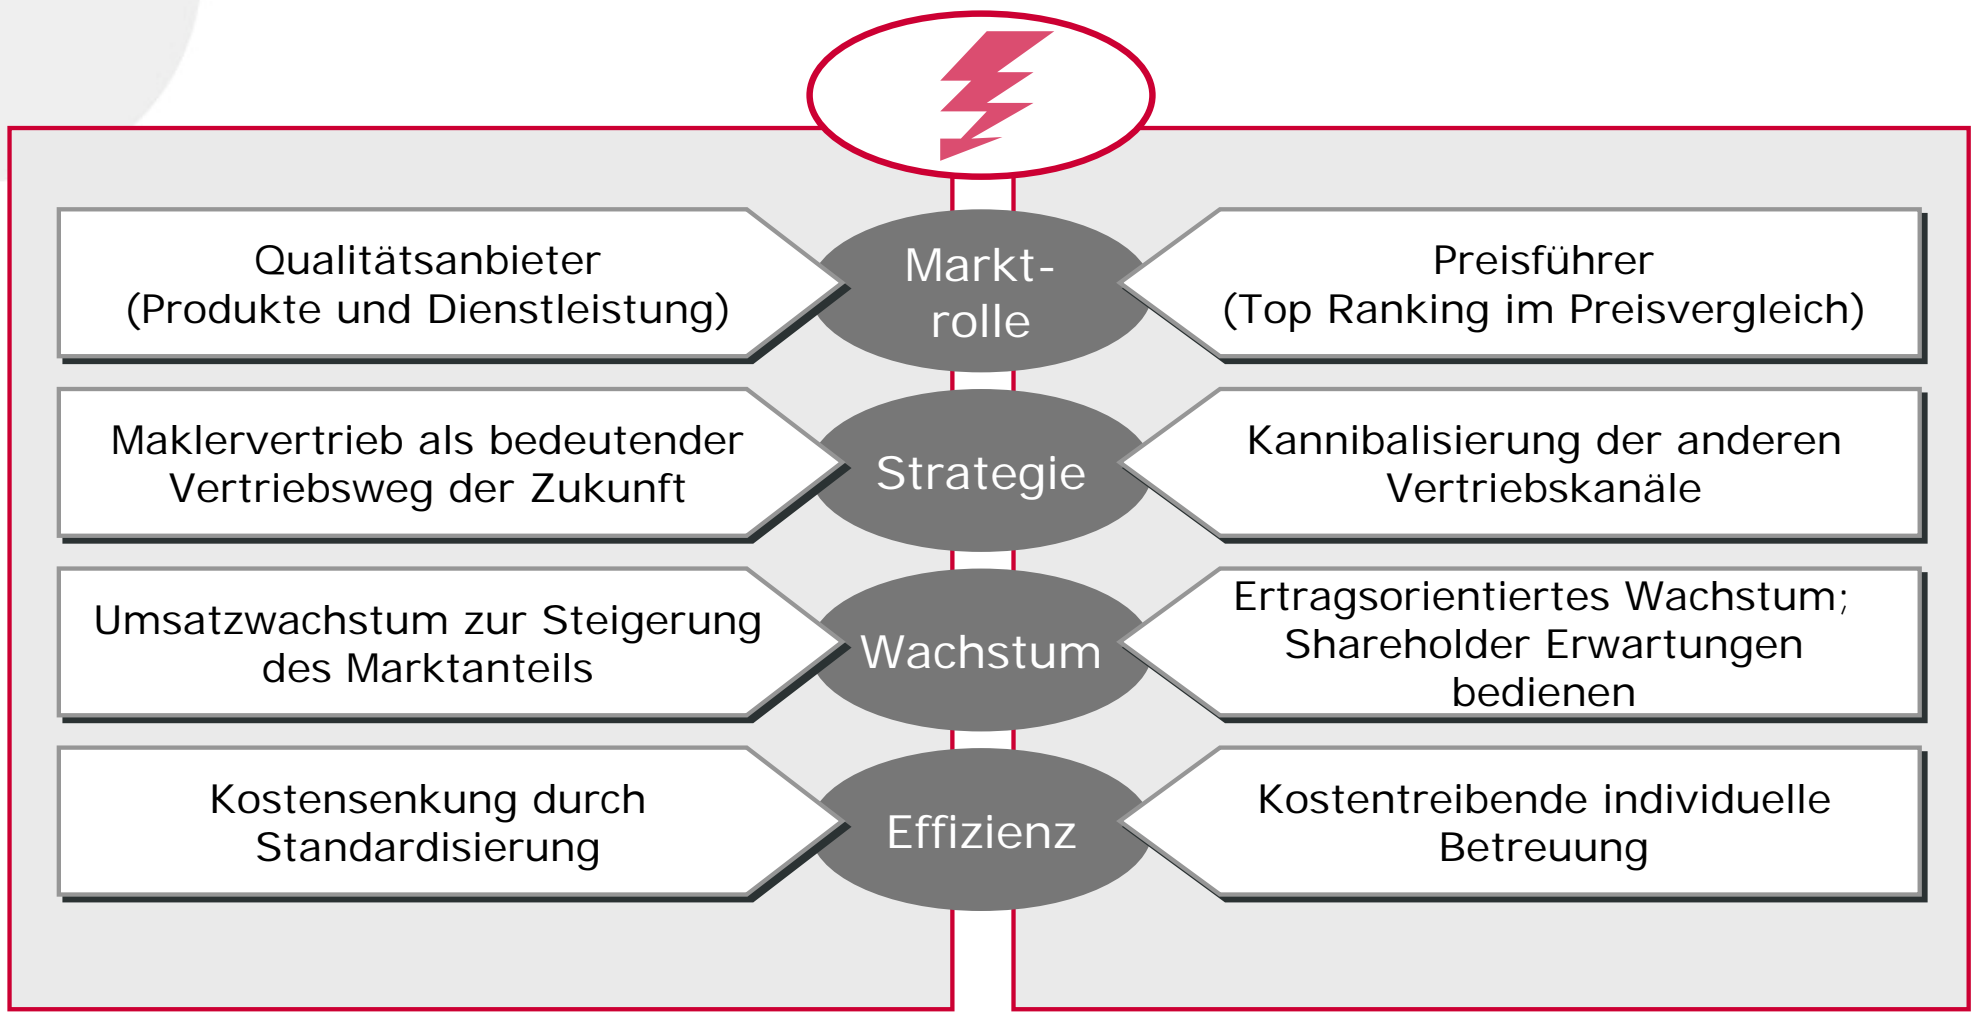 Qualitätsanbieter
(Produkte und Dienstleistung)
Markt-
rolle
Preisführer
(Top Ranking im Preisvergleich)
Maklervertrieb als bedeutender
Vertriebsweg der Zukunft
Strategie
Kannibalisierung der anderen
Vertriebskanäle
Umsatzwachstum zur Steigerung
des Marktanteils
Wachstum
Ertragsorientiertes Wachstum;
Shareholder Erwartungen
bedienen
Kostensenkung durch
Standardisierung
Effizienz
Kostentreibende individuelle
Betreuung